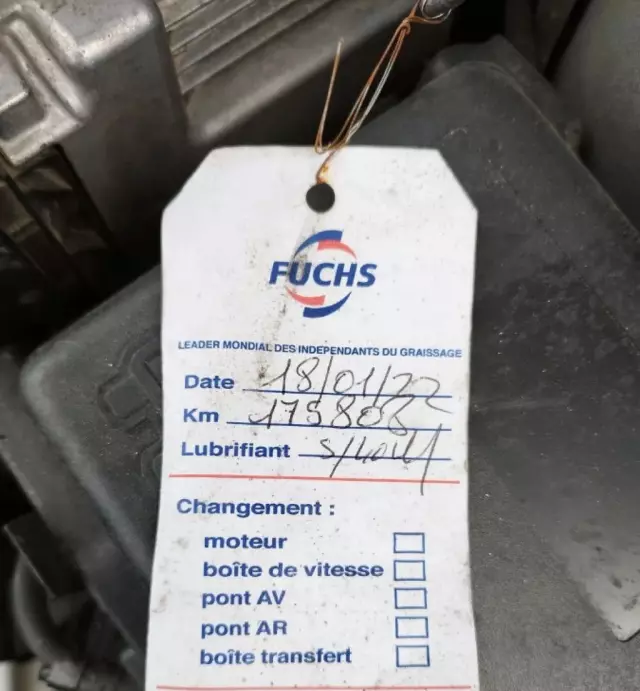 FUCHS
LEADER MONDIAL DES INDEPENDANTS DU GRAISSAGE
Date 18/01/22
Km 175803
Lubrifiant
Changement :
moteur
boîte de vitesse
pont AV
pont AR
boîte transfert